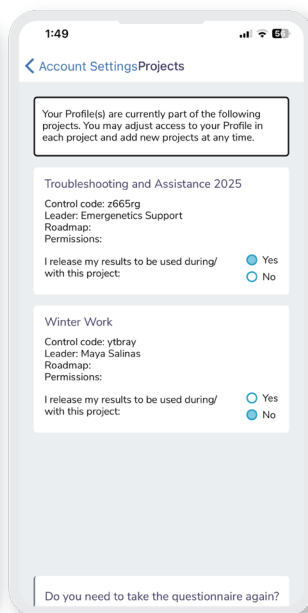 1:49
56
Account Settings Projects
Your Profile(s) are currently part of the following
projects. You may adjust access to your Profile in
each project and add new projects at any time.
Troubleshooting and Assistance 2025
Control code: z665rg
Leader: Emergenetics Support
Roadmap:
Permissions:
I release my results to be used during/
with this project:
Yes
No
Winter Work
Control code: ytbray
Leader: Maya Salinas
Roadmap:
Permissions:
I release my results to be used during/
with this project:
Yes
No
Do you need to take the questionnaire again?